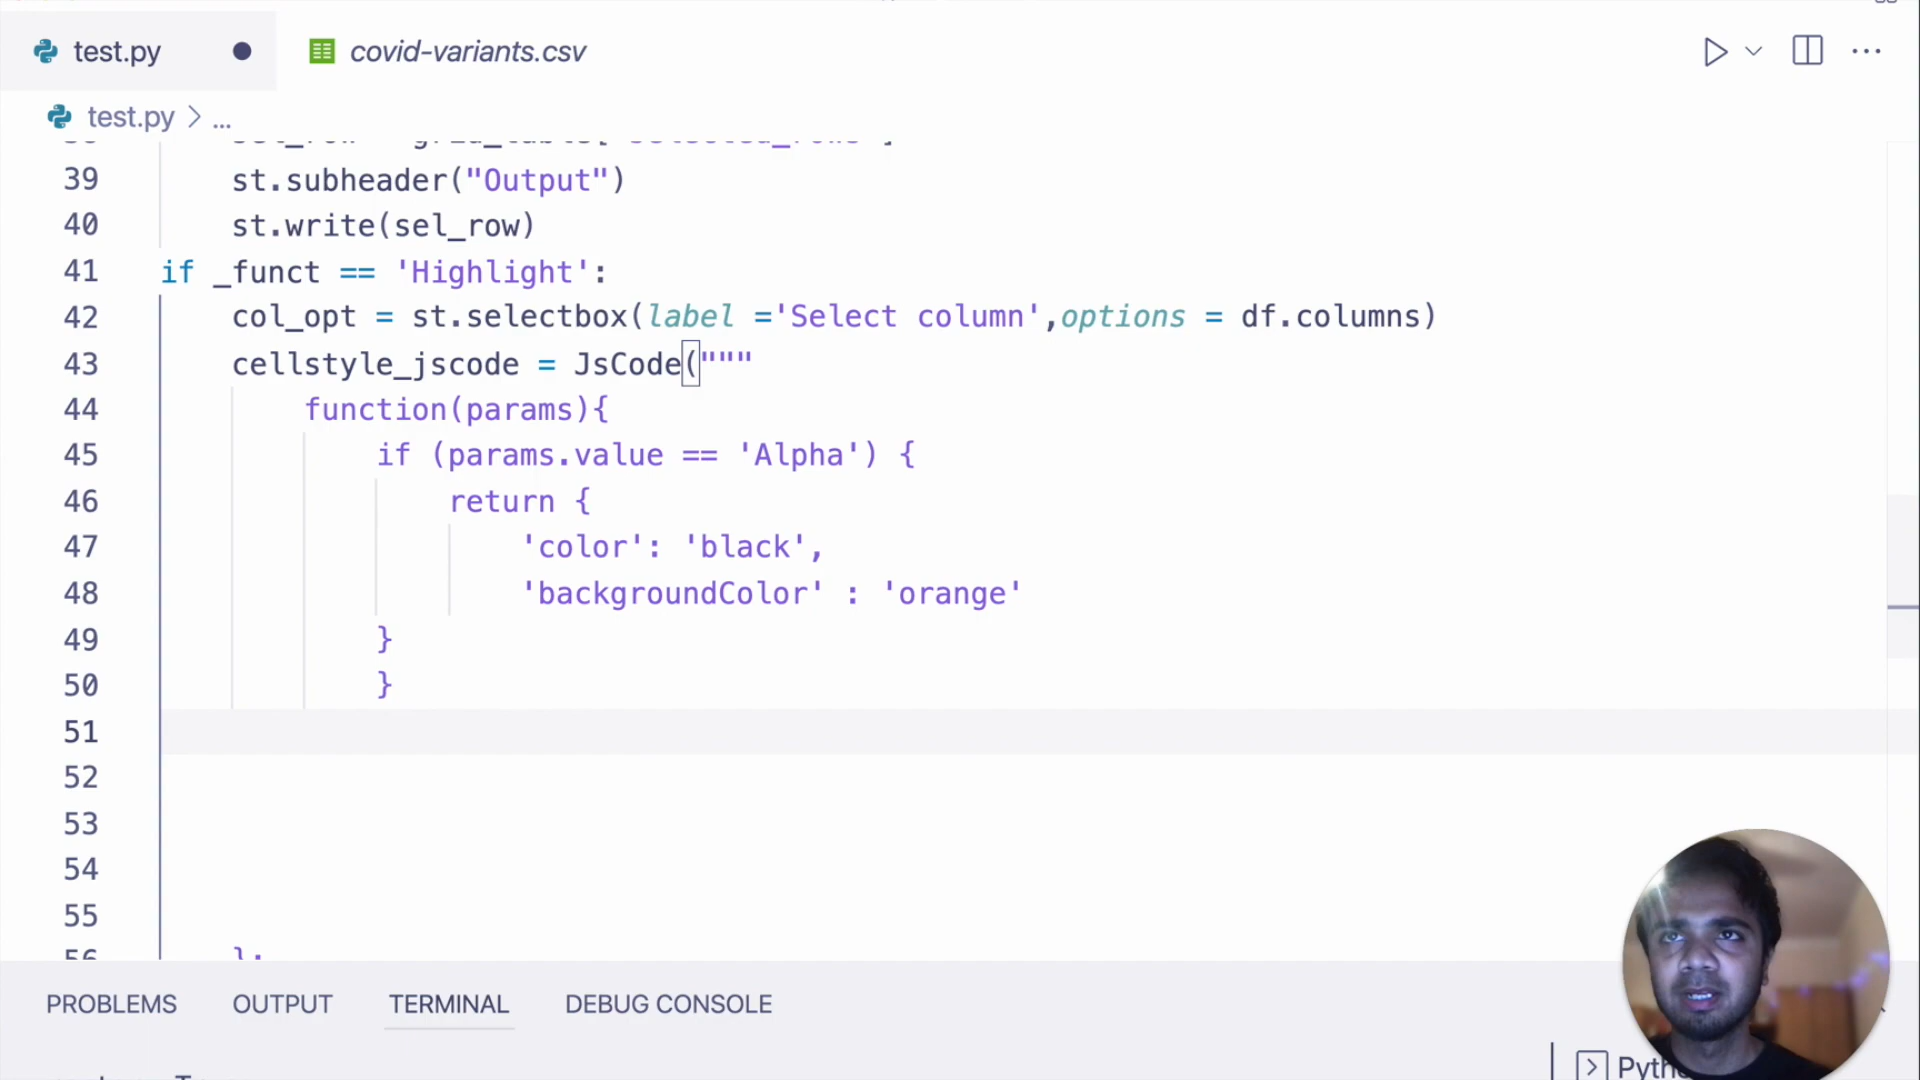 test.py
covid-variants.csv
test.py > ...
39 st.subheader("Output")
40 st.write(sel_row)
41 if _funct == 'Highlight':
42 col_opt = st.selectbox(label ='Select column',options = df.columns)
43 cellstyle_jscode = JsCode("""
44 function(params){
45 if (params.value == 'Alpha') {
46 return {
47 'color': 'black',
48 'backgroundColor' : 'orange'
49 }
50 }
51
52
53
54
55
56 };
PROBLEMS OUTPUT TERMINAL DEBUG CONSOLE